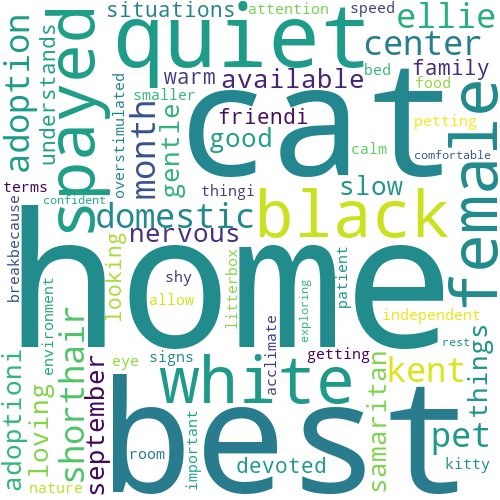 situations
attention
speed
quiet
ellie
center
spayed
adoption
understands
warm
available
family
smaller
bed
food
overstimulated
month
gentle
cat
friendi
good
petting
female
calm
comfortable
terms
thingi
slow
confident
black
domestic
nervous
breakbecause
home
looking
shy
allow
litterbox
patient
exploring
independent
environment
acclimate
rest
shorthair
signs
getting
adoptioni
loving
september
eye
white
samaritan
kent
things
best
important
pet
room
devoted
kitty
nature